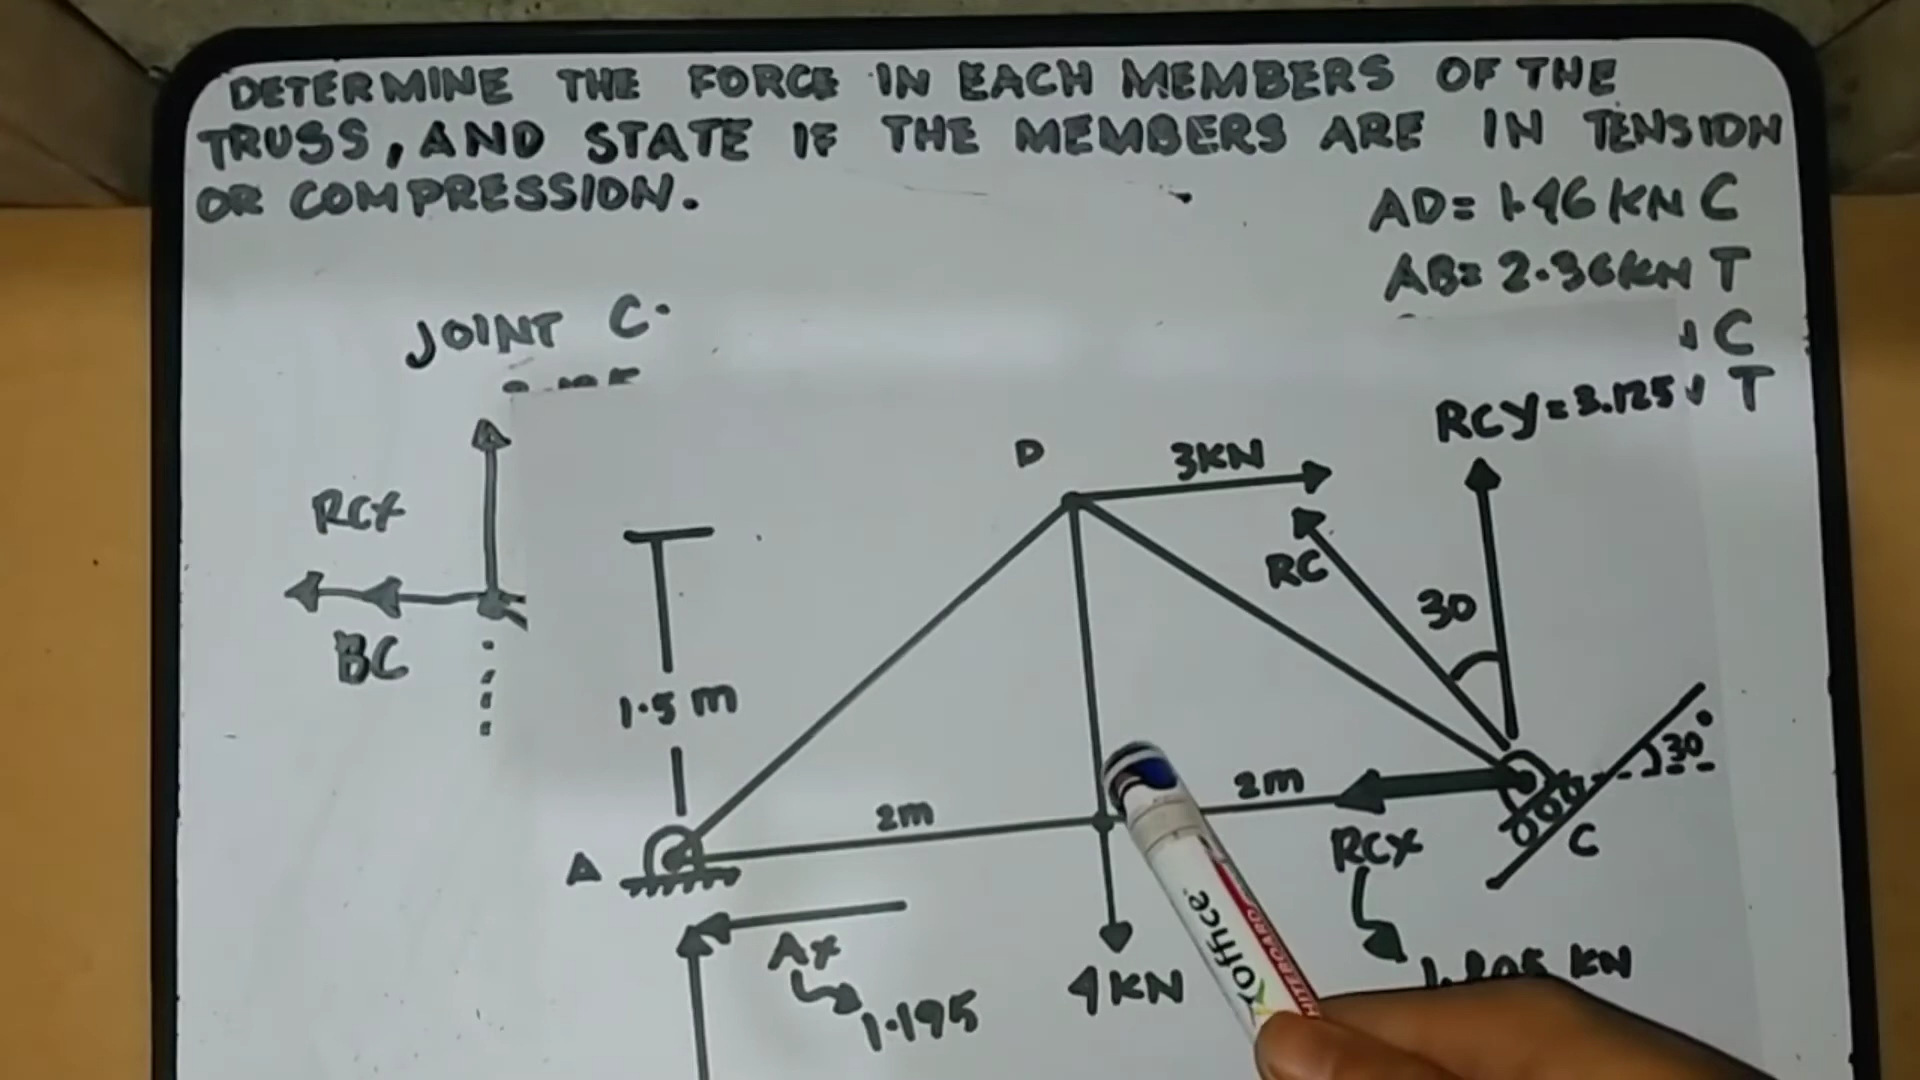 DETERMINE THE FORCE IN EACH MEMBERS OF THE
TRUSS, AND STATE IF THE MEMBERS ARE IN TENSION
OR COMPRESSION.
AD= 1.46 KN C
AB= 2.36KN T
C
T
JOINT C.
RCX
BC
RCY=3.125
D
3KN
RC
30
30°
1.5 m
2m
2m
A
C
RCX
KN
AX
1.195
4KN
office
WHITEBOARD